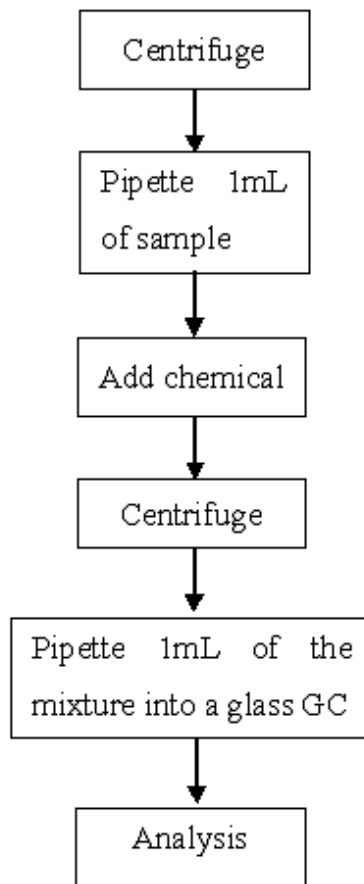 Centrifuge
Pipette 1mL
of sample
Add chemical
Centrifuge
Pipette 1mL of the
mixture into a glass GC
Analysis